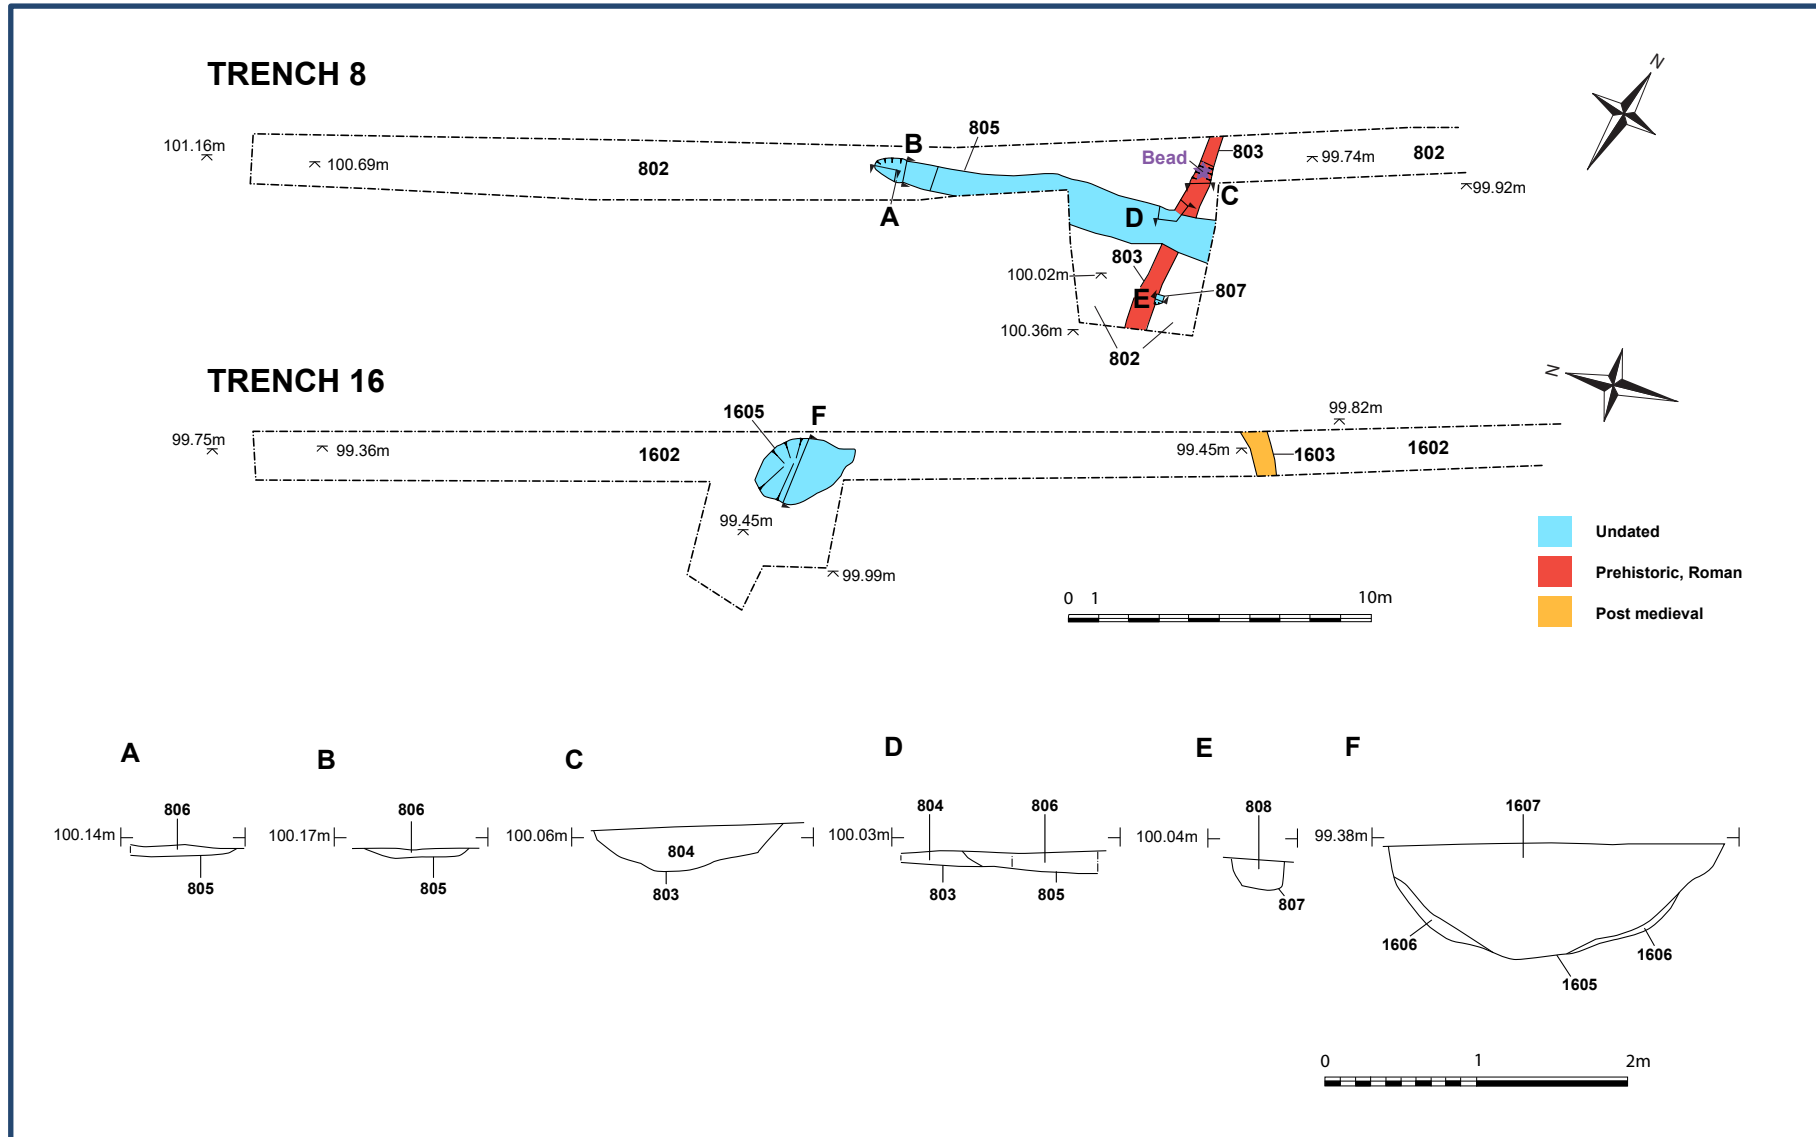 TRENCH 8
N
101.16m
100.69m
802
B
805
A
Bead
803
99.74m
802
99.92m
C
D
803
100.02m
E
807
100.36m
802
TRENCH 16
N
99.75m
99.36m
1602
1605
F
99.45m
99.99m
99.82m
99.45m
1603
1602
Undated
Prehistoric, Roman
Post medieval
0 1 10m
A
806
100.14m
805
B
806
100.17m
805
C
100.06m
804
803
D
804 806
100.03m
803 805
E
808
100.04m
807
F
1607
99.38m
1606
1606
1605
0 1 2m